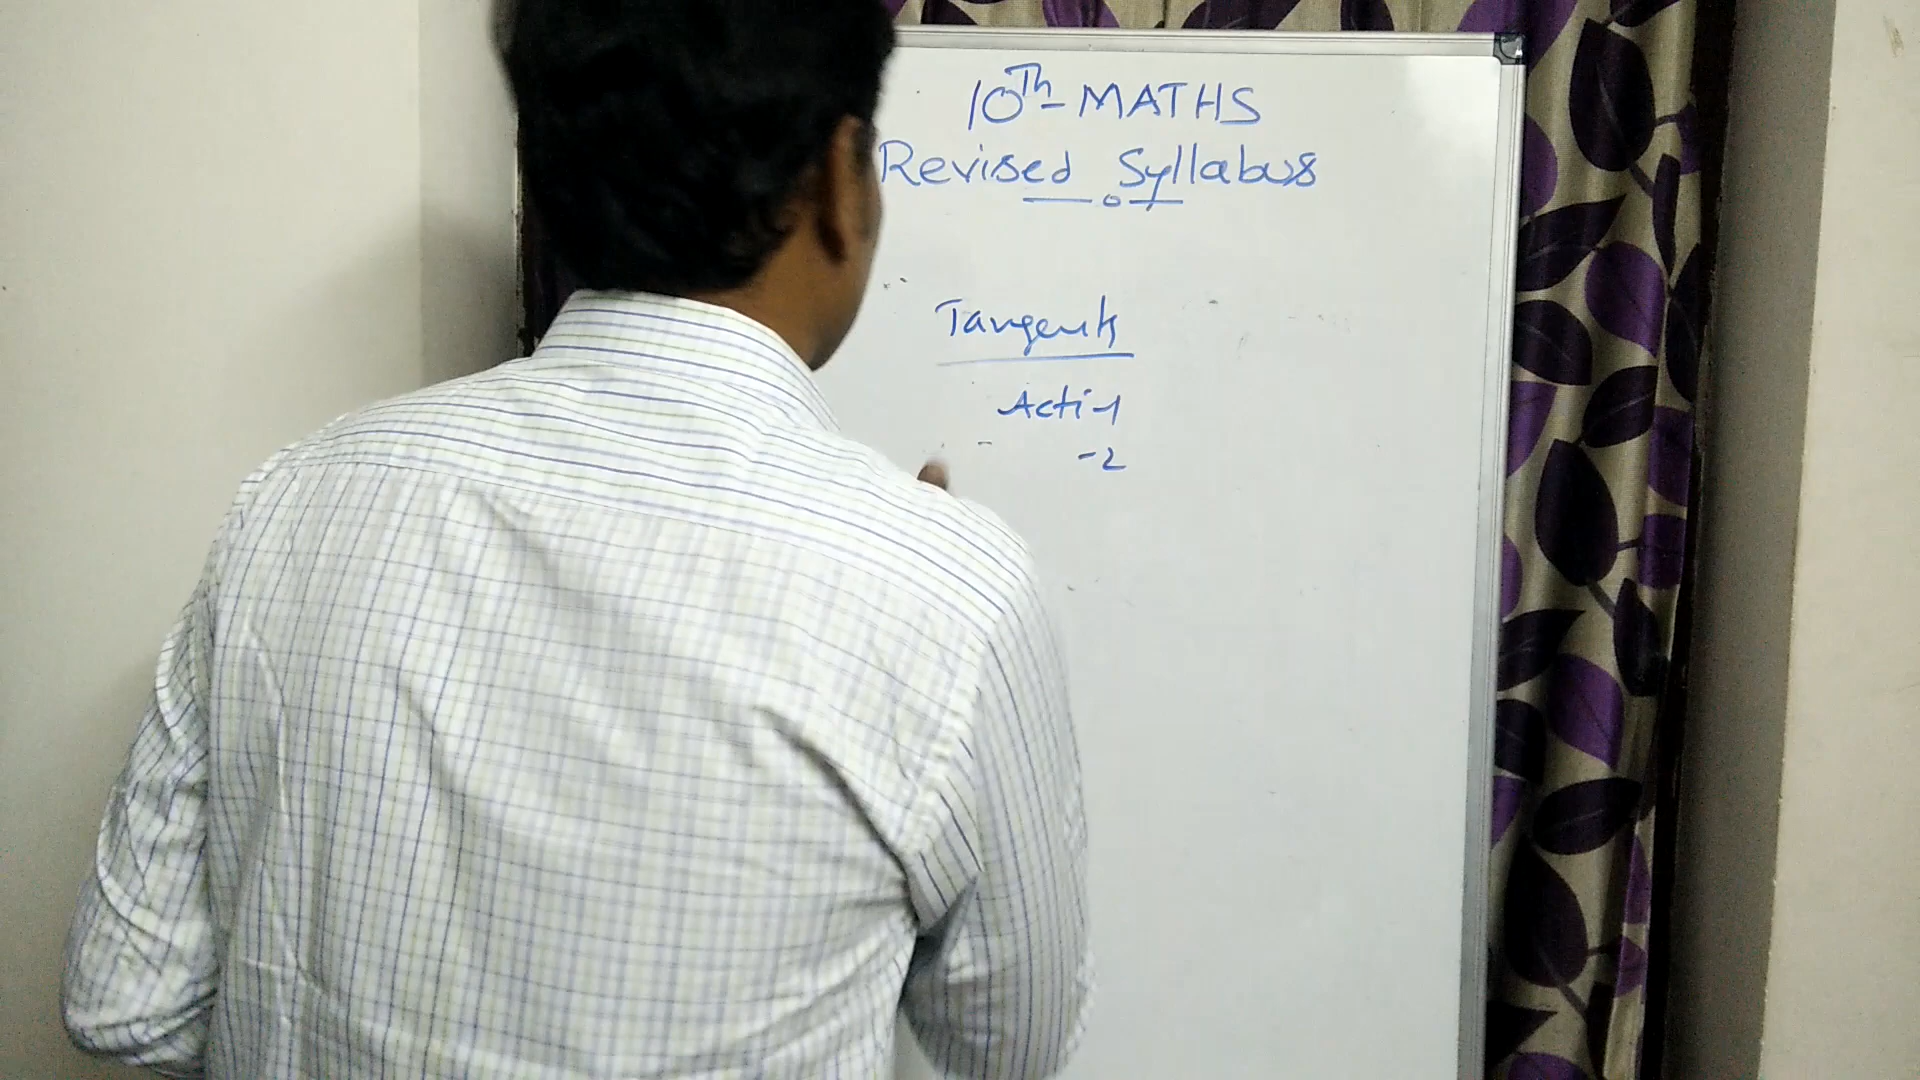 10Th- MATHS
Revised Syllabus
Tangents
Acti-1
-2